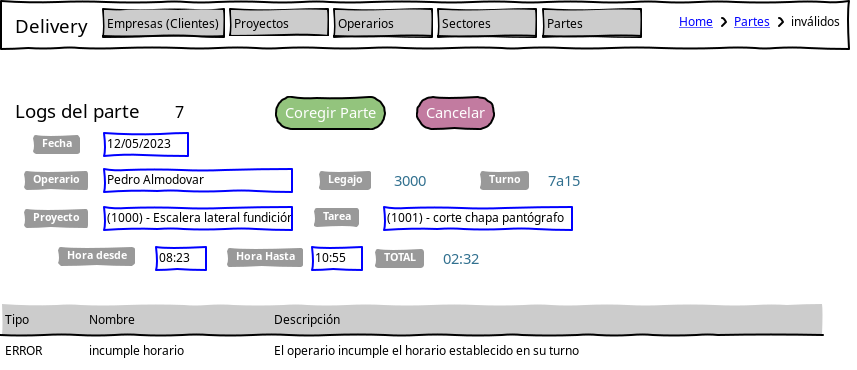 Delivery Empresas (Clientes) Proyectos Operarios Sectores Partes Home > Partes > inválidos
Logs del parte 7 Coregir Parte Cancelar
Fecha 12/05/2023
Operario Pedro Almodovar Legajo 3000 Turno 7a15
Proyecto (1000) - Escalera lateral fundición Tarea (1001) - corte chapa pantógrafo
Hora desde 08:23 Hora Hasta 10:55 TOTAL 02:32
Tipo Nombre Descripción
ERROR incumple horario El operario incumple el horario establecido en su turno